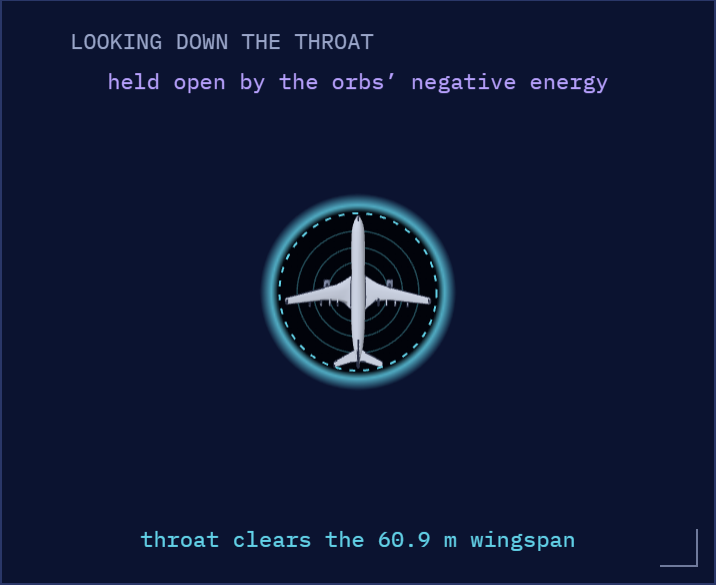 LOOKING DOWN THE THROAT
held open by the orbs’ negative energy
throat clears the 60.9 m wingspan